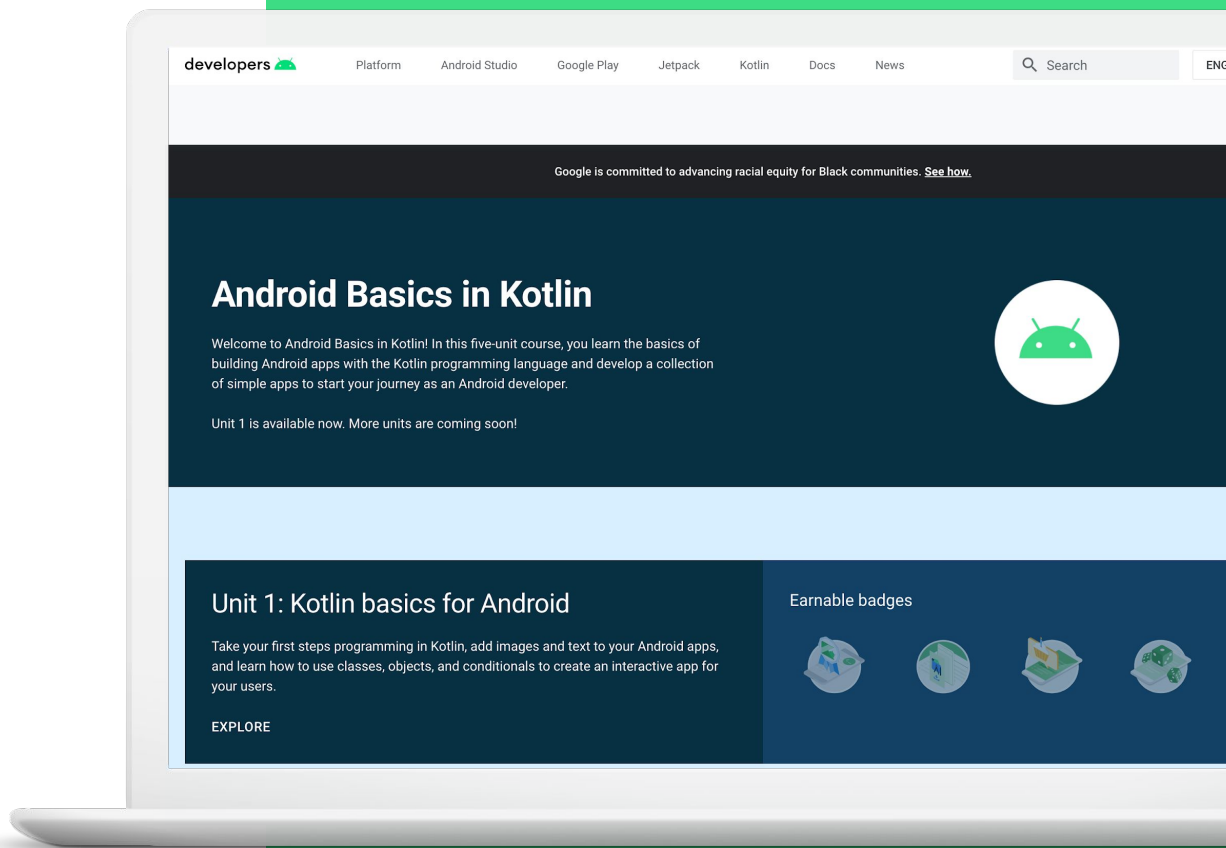 developers
Platform
Android Studio
Google Play
Jetpack
Kotlin
Docs
News
Search
ENG
Google is committed to advancing racial equity for Black communities. See how.
Android Basics in Kotlin
Welcome to Android Basics in Kotlin! In this five-unit course, you learn the basics of
building Android apps with the Kotlin programming language and develop a collection
of simple apps to start your journey as an Android developer.
Unit 1 is available now. More units are coming soon!
Unit 1: Kotlin basics for Android
Take your first steps programming in Kotlin, add images and text to your Android apps,
and learn how to use classes, objects, and conditionals to create an interactive app for
your users.
EXPLORE
Earnable badges